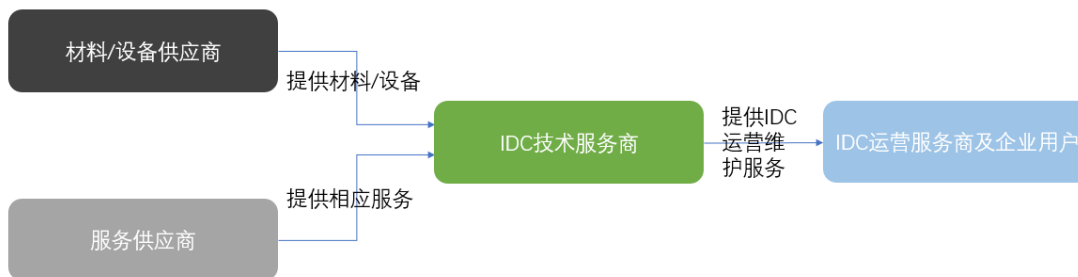 材料/设备供应商
提供材料/设备
IDC技术服务商
提供IDC
运营维
护服务
IDC运营服务商及企业用户
提供相应服务
服务供应商